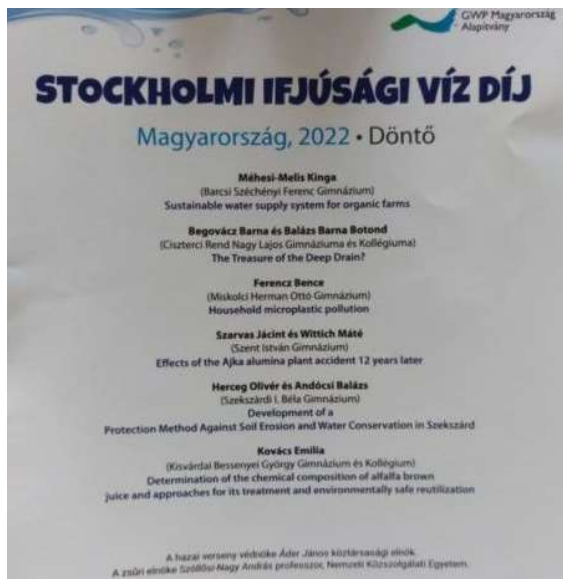 GWP Magyarország
Alapítvány
STOCKHOLMI IFJÚSÁGI VÍZ DÍJ
Magyarország, 2022 • Döntő
Méhesi-Melis Kinga
(Barcsi Széchényi Ferenc Gimnázium)
Sustainable water supply system for organic farms
Begovácz Barna és Balázs Barna Botond
(Ciszterci Rend Nagy Lajos Gimnáziuma és Kollégiuma)
The Treasure of the Deep Drain?
Ferencz Bence
(Miskolci Herman Ottó Gimnázium)
Household microplastic pollution
Szarvas Jácint és Wittich Máté
(Szent István Gimnázium)
Effects of the Ajka alumina plant accident 12 years later
Herceg Olivér és Andócsi Balázs
(Szekszárdi I. Béla Gimnázium)
Development of a
Protection Method Against Soil Erosion and Water Conservation in Szekszárd
Kovács Emilia
(Kisvárdai Bessenyei György Gimnázium és Kollégium)
Determination of the chemical composition of alfalfa brown
juice and approaches for its treatment and environmentally safe reutilization
A hazai verseny védnöke Áder János köztársasági elnök.
A zsűri elnöke Szöllősi-Nagy András professzor, Nemzeti Közszolgálati Egyetem.